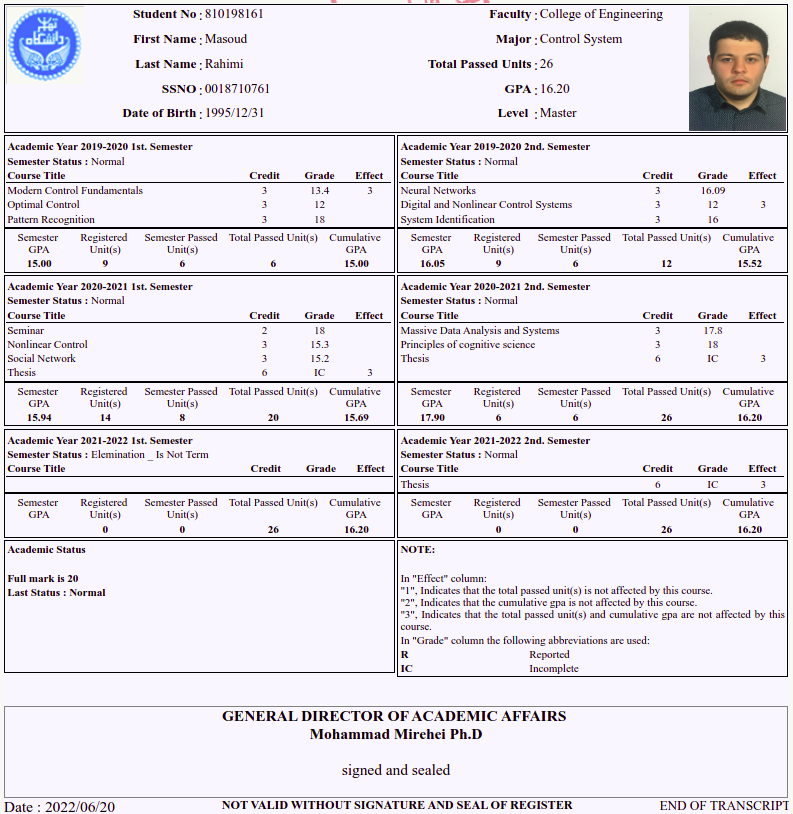 Student No : 810198161
First Name : Masoud
Last Name : Rahimi
SSNO : 0018710761
Date of Birth : 1995/12/31
Faculty : College of Engineering
Major : Control System
Total Passed Units : 26
GPA : 16.20
Level : Master
Academic Year 2019-2020 1st. Semester
Semester Status : Normal
Course Title Credit Grade Effect
Modern Control Fundamentals 3 13.4 3
Optimal Control 3 12
Pattern Recognition 3 18
Semester GPA Registered Unit(s) Semester Passed Unit(s) Total Passed Unit(s) Cumulative GPA
15.00 9 6 6 15.00
Academic Year 2019-2020 2nd. Semester
Semester Status : Normal
Course Title Credit Grade Effect
Neural Networks 3 16.09
Digital and Nonlinear Control Systems 3 12 3
System Identification 3 16
Semester GPA Registered Unit(s) Semester Passed Unit(s) Total Passed Unit(s) Cumulative GPA
16.05 9 6 12 15.52
Academic Year 2020-2021 1st. Semester
Semester Status : Normal
Course Title Credit Grade Effect
Seminar 2 18
Nonlinear Control 3 15.3
Social Network 3 15.2
Thesis 6 IC 3
Semester GPA Registered Unit(s) Semester Passed Unit(s) Total Passed Unit(s) Cumulative GPA
15.94 14 8 20 15.69
Academic Year 2020-2021 2nd. Semester
Semester Status : Normal
Course Title Credit Grade Effect
Massive Data Analysis and Systems 3 17.8
Principles of cognitive science 3 18
Thesis 6 IC 3
Semester GPA Registered Unit(s) Semester Passed Unit(s) Total Passed Unit(s) Cumulative GPA
17.90 6 6 26 16.20
Academic Year 2021-2022 1st. Semester
Semester Status : Elemination _ Is Not Term
Course Title Credit Grade Effect
Semester GPA Registered Unit(s) Semester Passed Unit(s) Total Passed Unit(s) Cumulative GPA
0 0 26 16.20
Academic Year 2021-2022 2nd. Semester
Semester Status : Normal
Course Title Credit Grade Effect
Thesis 6 IC 3
Semester GPA Registered Unit(s) Semester Passed Unit(s) Total Passed Unit(s) Cumulative GPA
0 0 26 16.20
Academic Status
Full mark is 20
Last Status : Normal
NOTE:
In "Effect" column:
"1", Indicates that the total passed unit(s) is not affected by this course.
"2", Indicates that the cumulative gpa is not affected by this course.
"3", Indicates that the total passed unit(s) and cumulative gpa are not affected by this
course.
In "Grade" column the following abbreviations are used:
R Reported
IC Incomplete
GENERAL DIRECTOR OF ACADEMIC AFFAIRS
Mohammad Mirehei Ph.D
signed and sealed
Date : 2022/06/20
NOT VALID WITHOUT SIGNATURE AND SEAL OF REGISTER
END OF TRANSCRIPT